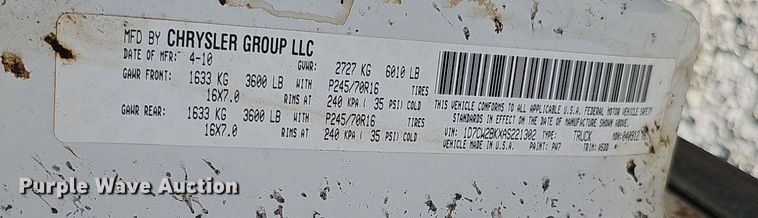 MFD BY CHRYSLER GROUP LLC
DATE OF MFR: 4-10 GVWR: 2727 KG 6010 LB
GAWR FRONT: 1633 KG 3600 LB WITH P245/70R16 TIRES
16X7.0 RIMS AT 240 KPA ( 35 PSI) COLD
GAWR REAR: 1633 KG 3600 LB WITH P245/70R16 TIRES
16X7.0 RIMS AT 240 KPA ( 35 PSI) COLD
THIS VEHICLE CONFORMS TO ALL APPLICABLE U.S.A. FEDERAL MOTOR VEHICLE SAFETY
STANDARDS IN EFFECT ON THE DATE OF MANUFACTURE SHOWN ABOVE.
VIN: 1D7CW2BKXAS221302 TYPE: TRUCK MDH:
VEHICLE MADE IN U.S.A. PAINT: PW7 TRIM:
Purple Wave Auction